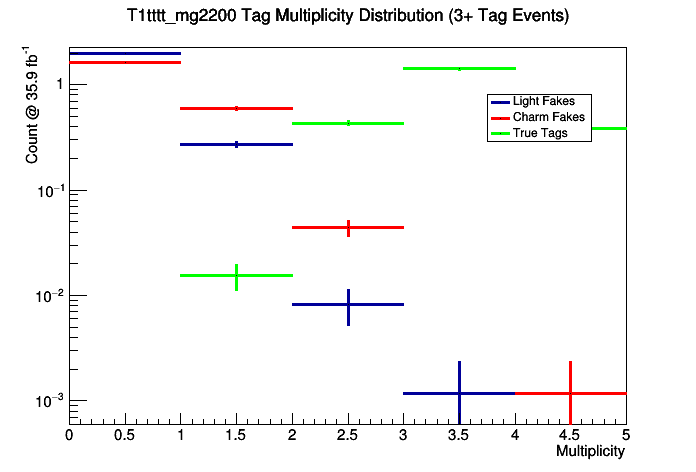 T1tttt_mg2200 Tag Multiplicity Distribution (3+ Tag Events)
Count @ 35.9 fb⁻¹
1
10⁻¹
10⁻²
10⁻³
Light Fakes
Charm Fakes
True Tags
0 0.5 1 1.5 2 2.5 3 3.5 4 4.5 5
Multiplicity